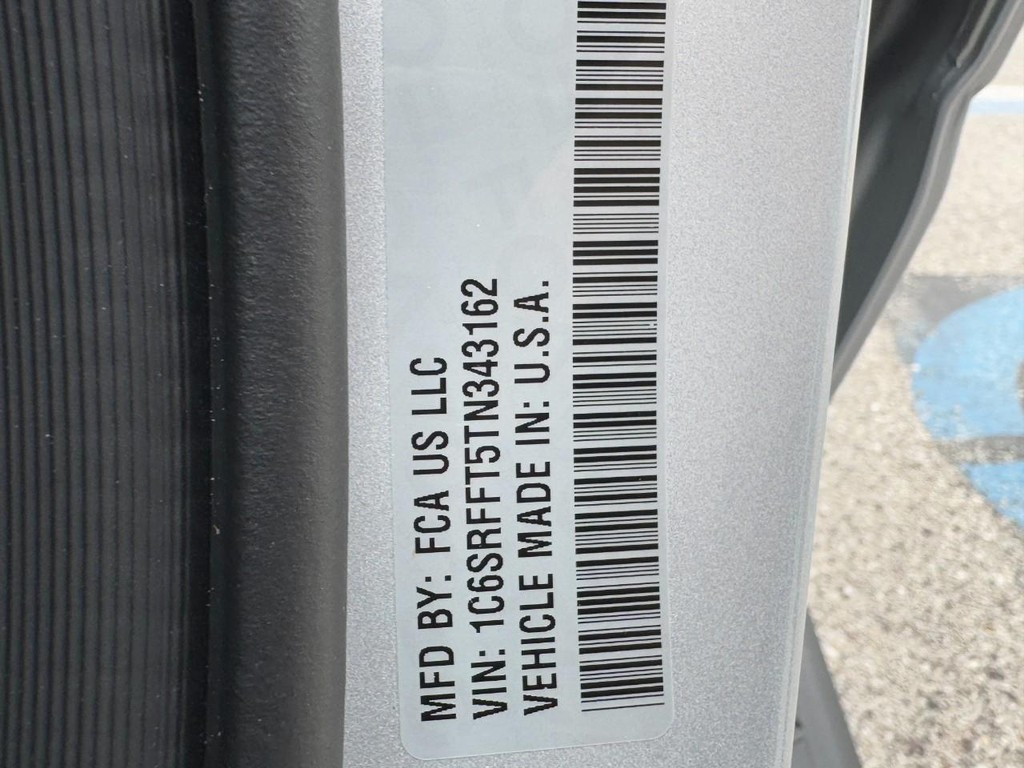 MFD BY: FCA US LLC
VIN: 1C6SRFFT5TN343162
VEHICLE MADE IN: U.S.A.